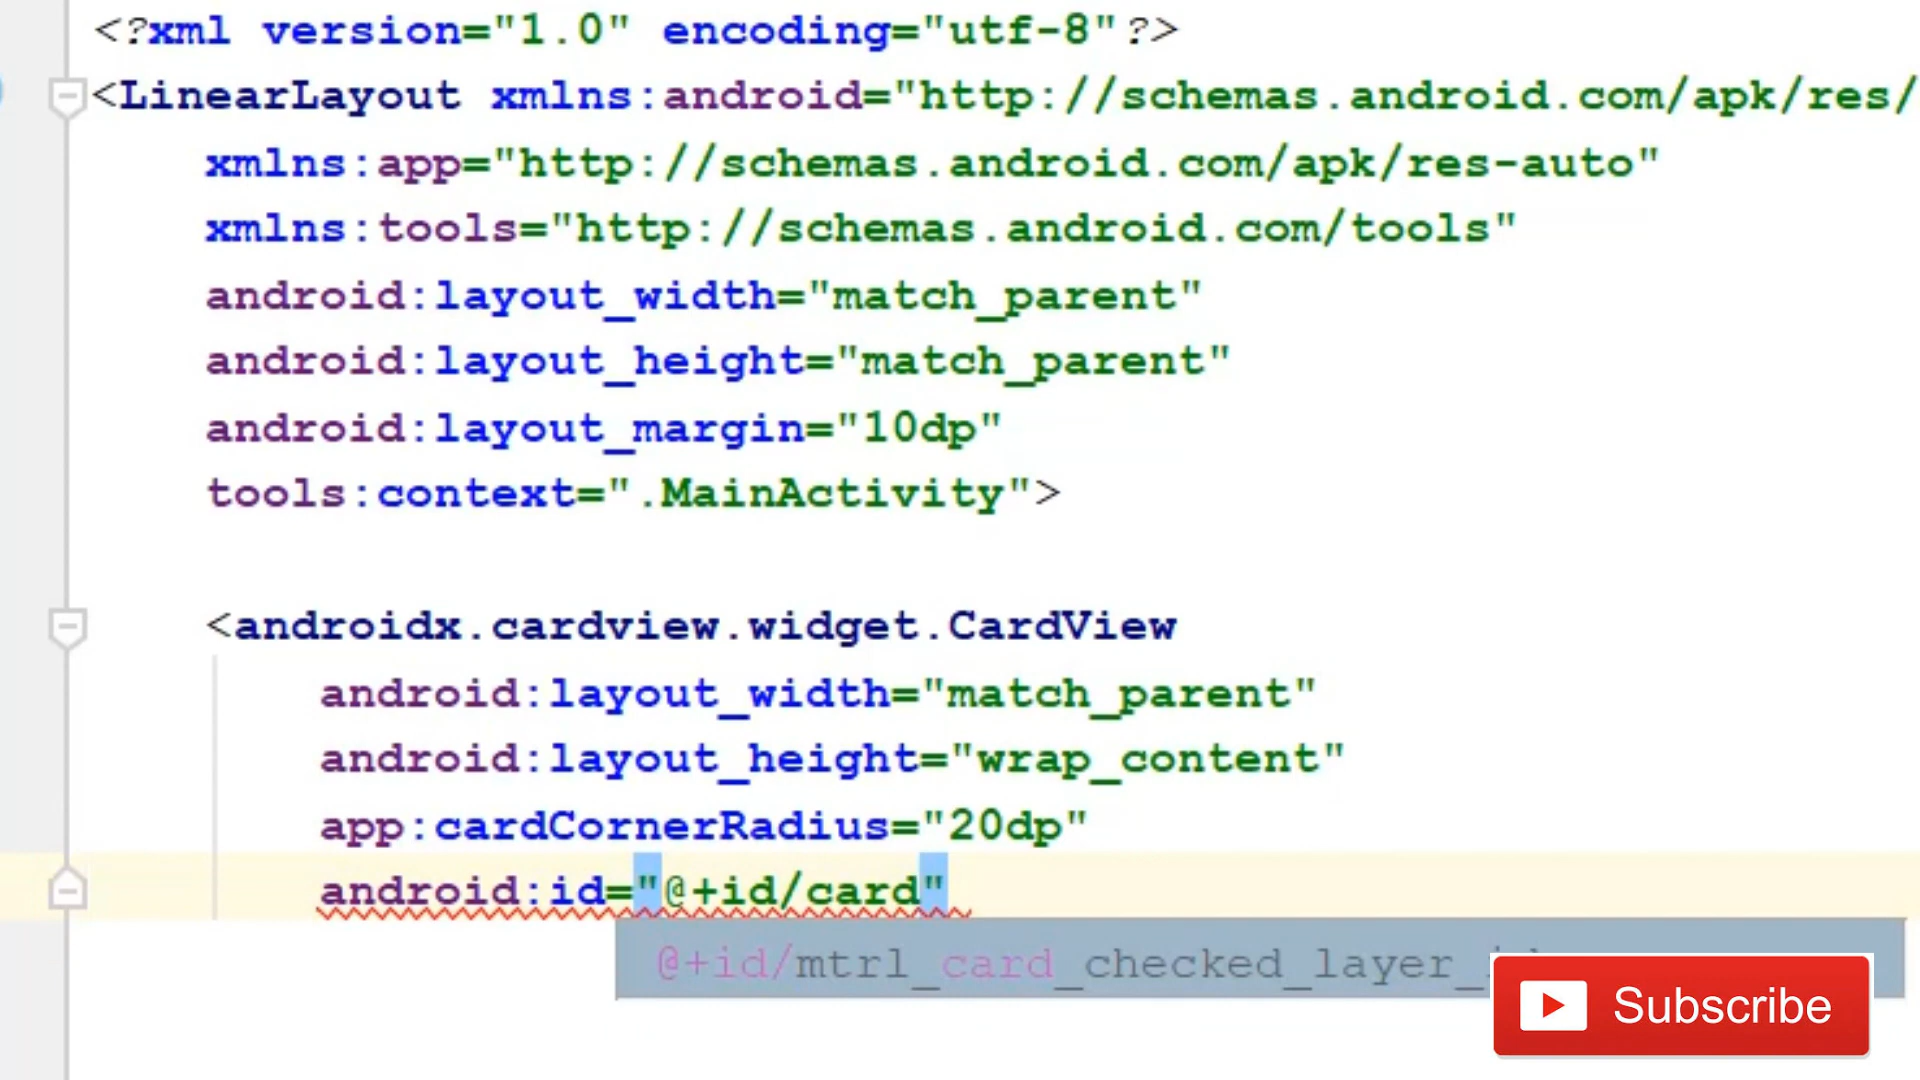 <?xml version="1.0" encoding="utf-8"?>
<LinearLayout xmlns:android="http://schemas.android.com/apk/res/
xmlns:app="http://schemas.android.com/apk/res-auto"
xmlns:tools="http://schemas.android.com/tools"
android:layout_width="match_parent"
android:layout_height="match_parent"
android:layout_margin="10dp"
tools:context=".MainActivity">
<androidx.cardview.widget.CardView
android:layout_width="match_parent"
android:layout_height="wrap_content"
app:cardCornerRadius="20dp"
android:id="@+id/card"
@+id/mtrl_card_checked_layer_
Subscribe